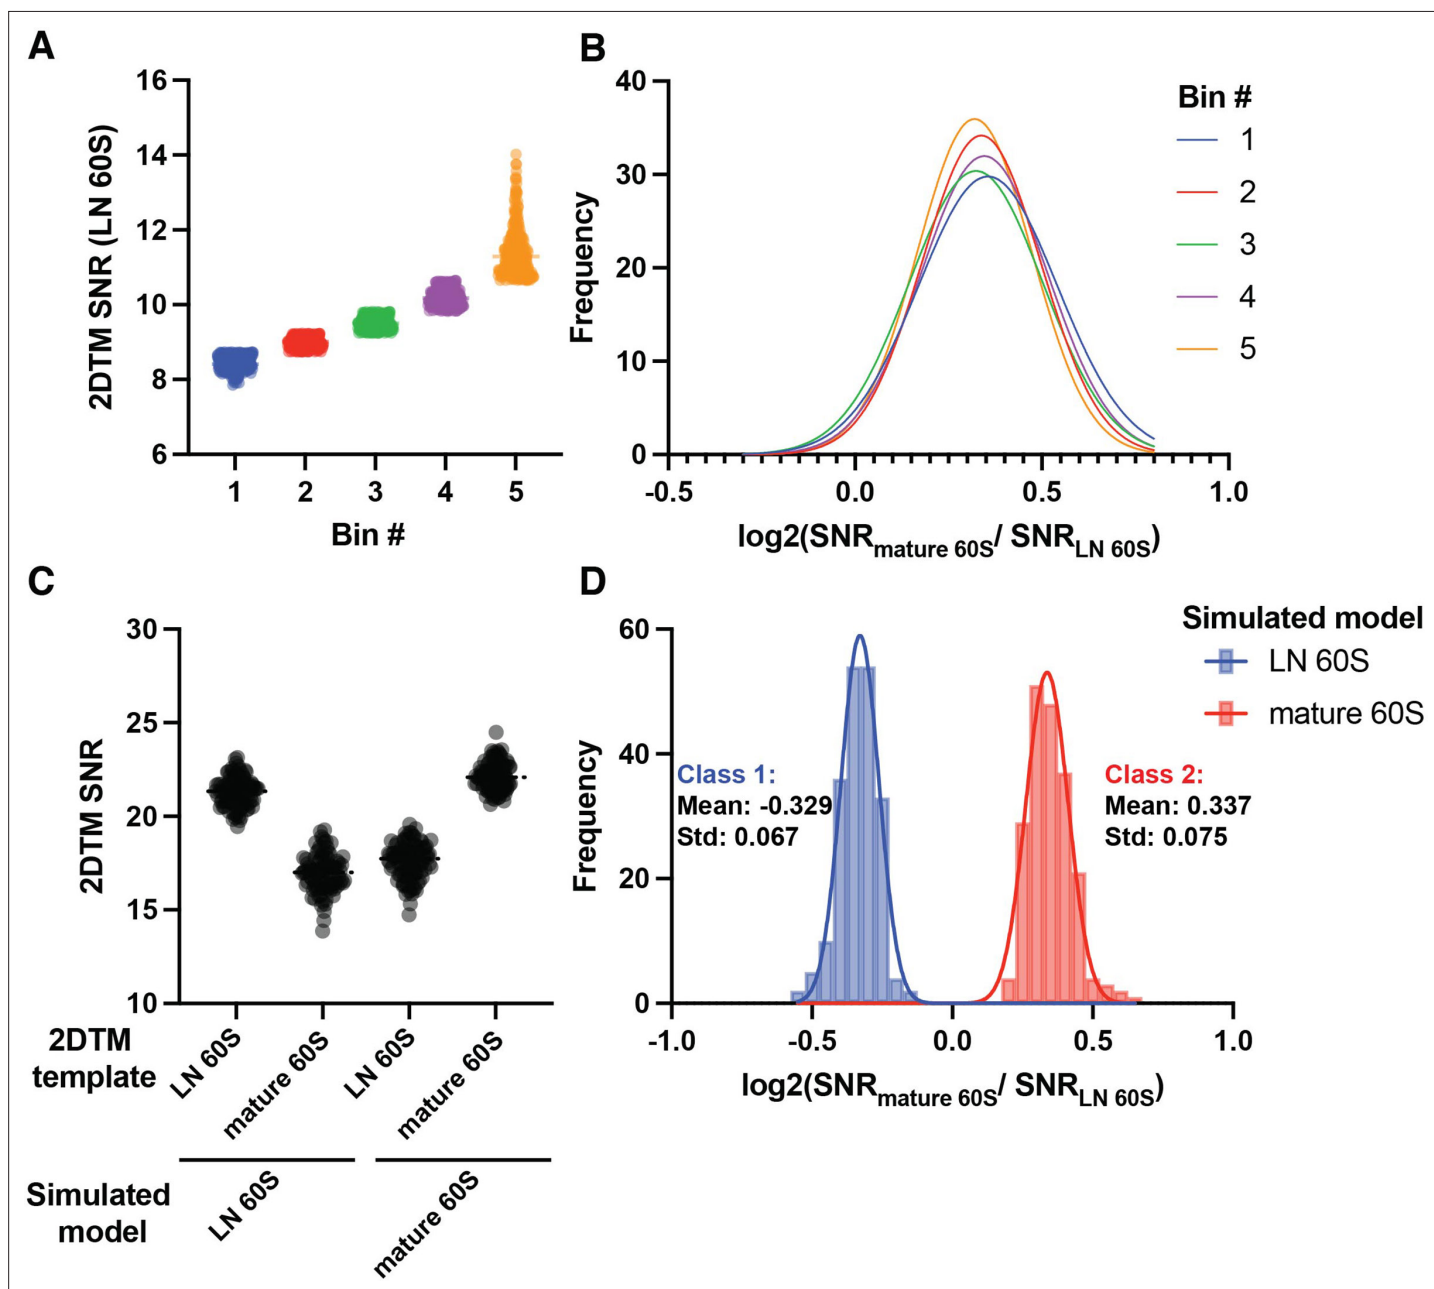 A
16
14
12
10
8
6
2DTM SNR (LN 60S)
1 2 3 4 5
Bin #
B
40
30
20
10
0
Frequency
-0.5 0.0 0.5 1.0
log2(SNRmature 60S/ SNRLN 60S)
Bin #
1
2
3
4
5
C
30
25
20
15
10
2DTM SNR
2DTM
template
LN 60S
mature 60S
LN 60S
mature 60S
Simulated
model
LN 60S
mature 60S
D
60
40
20
0
Frequency
Class 1:
Mean: -0.329
Std: 0.067
Class 2:
Mean: 0.337
Std: 0.075
-1.0 -0.5 0.0 0.5 1.0
log2(SNRmature 60S/ SNRLN 60S)
Simulated model
LN 60S
mature 60S